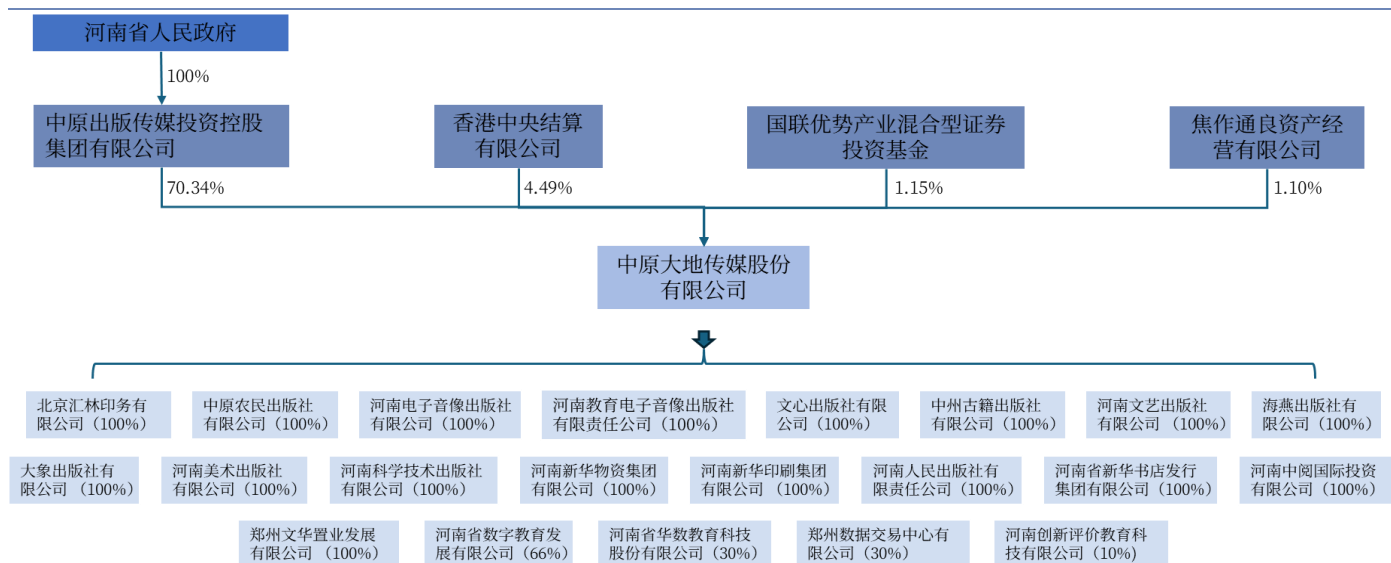 河南省人民政府
100%
中原出版传媒投资控股
集团有限公司
香港中央结算
有限公司
国联优势产业混合型证券
投资基金
焦作通良资产经
营有限公司
70.34%
4.49%
1.15%
1.10%
中原大地传媒股份
有限公司
北京汇林印务有
限公司（100%）
中原农民出版社
有限公司（100%）
河南电子音像出版社
有限公司（100%）
河南教育电子音像出版社
有限责任公司（100%）
文心出版社有限
公司（100%）
中州古籍出版社
有限公司（100%）
河南文艺出版社
有限公司 （100%）
海燕出版社有
限公司（100%）
大象出版社有
限公司 （100%）
河南美术出版社
有限公司（100%）
河南科学技术出版社
有限公司（100%）
河南新华物资集团
有限公司（100%）
河南新华印刷集团
有限公司（100%）
河南人民出版社有
限责任公司（100%）
河南省新华书店发行
集团有限公司（100%）
河南中阅国际投资
有限公司（100%）
郑州文华置业发展
有限公司 （100%）
河南省数字教育发
展有限公司（66%）
河南省华数教育科技
股份有限公司（30%）
郑州数据交易中心有
限公司（30%）
河南创新评价教育科
技有限公司（10%)